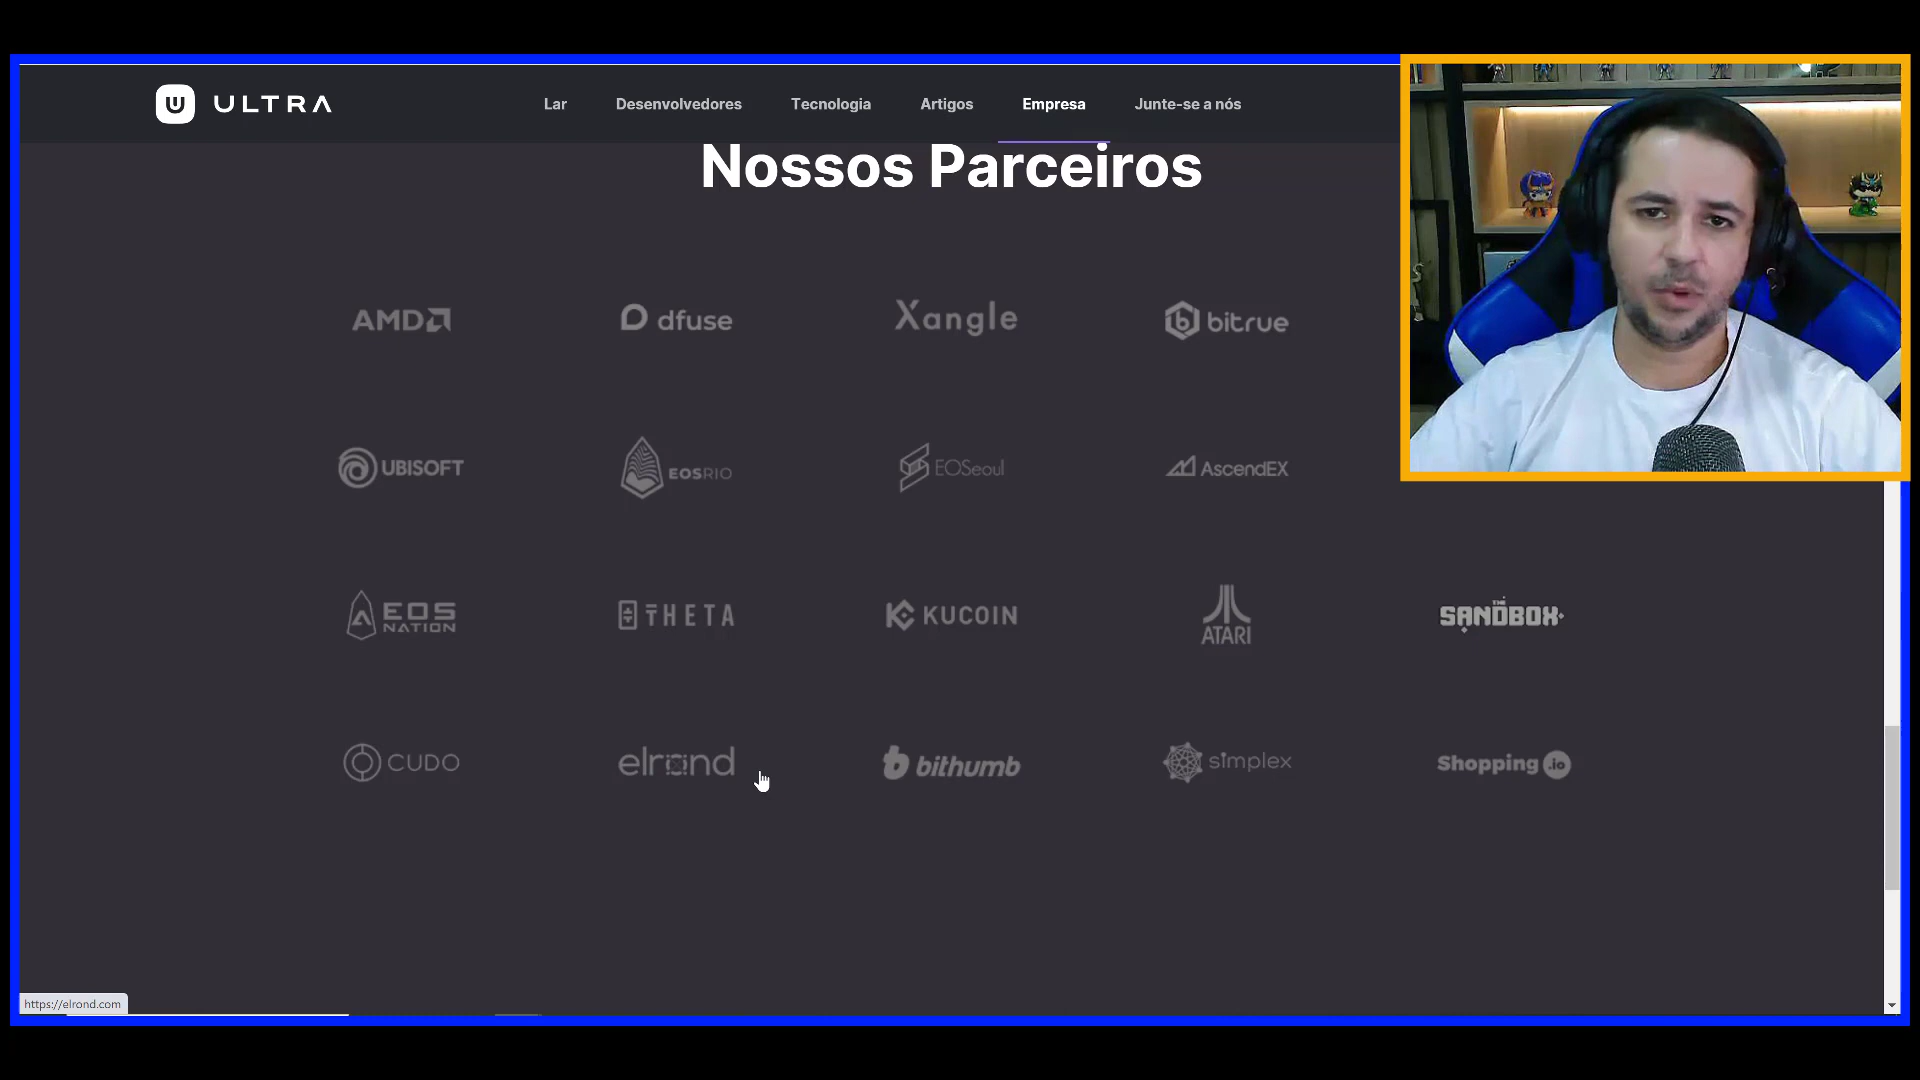 ULTRA
Lar
Desenvolvedores
Tecnologia
Artigos
Empresa
Junte-se a nós
Nossos Parceiros
AMD
dfuse
Xangle
bitrue
UBISOFT
EOSRIO
EOSeoul
AscendEX
EOS
NATION
THETA
KUCOIN
ATARI
THE
SANDBOX
CUDO
elrond
bithumb
simplex
Shopping.io
https://elrond.com